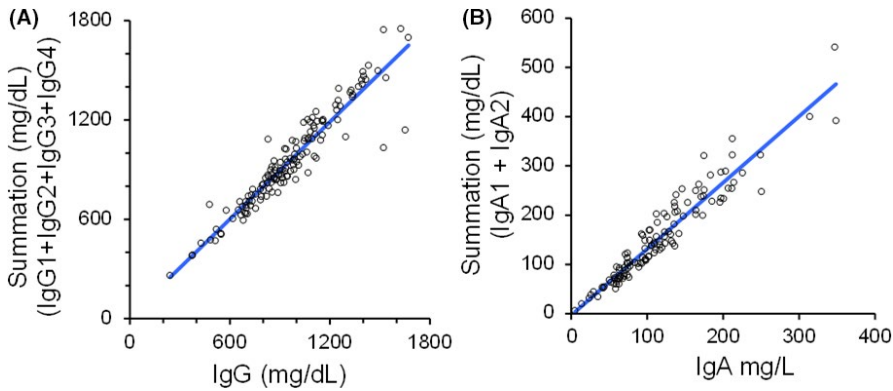 (A)
Summation (mg/dL)
(IgG1+IgG2+IgG3+IgG4)
1800
1200
600
0
0 600 1200 1800
IgG (mg/dL)
(B)
Summation (mg/dL)
(IgA1 + IgA2)
600
500
400
300
200
100
0
0 100 200 300 400
IgA mg/L